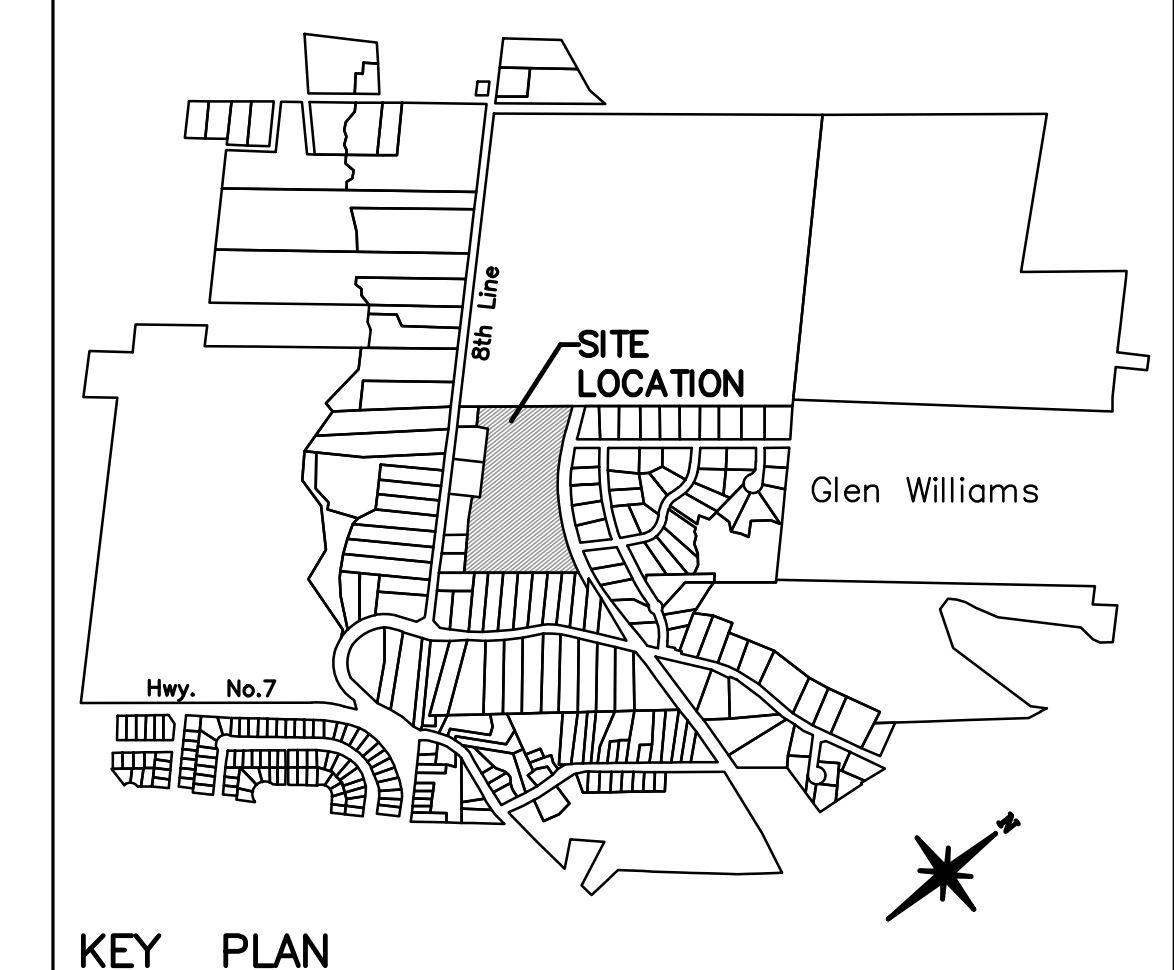 8th Line
SITE
LOCATION
Glen Williams
Hwy. No.7
N
KEY PLAN